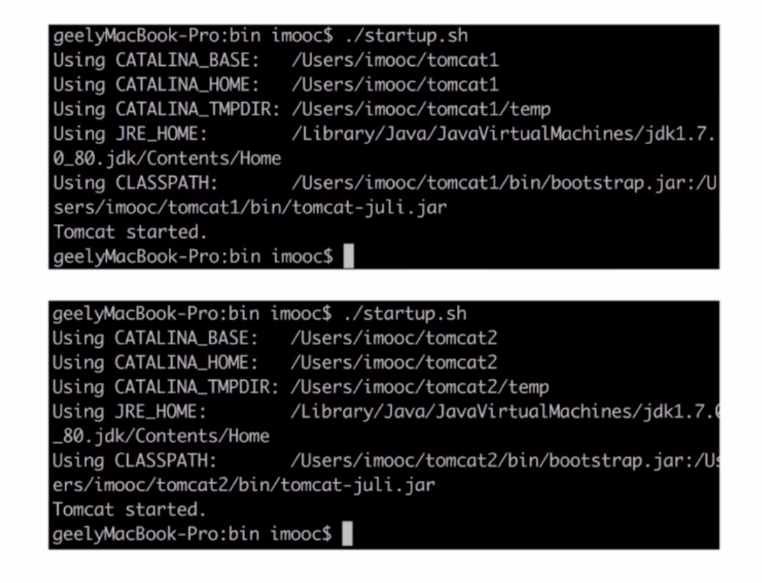 geelyMacBook-Pro:bin imooc$ ./startup.sh
Using CATALINA_BASE:   /Users/imooc/tomcat1
Using CATALINA_HOME:   /Users/imooc/tomcat1
Using CATALINA_TMPDIR: /Users/imooc/tomcat1/temp
Using JRE_HOME:        /Library/Java/JavaVirtualMachines/jdk1.7.
0_80.jdk/Contents/Home
Using CLASSPATH:       /Users/imooc/tomcat1/bin/bootstrap.jar:/U
sers/imooc/tomcat1/bin/tomcat-juli.jar
Tomcat started.
geelyMacBook-Pro:bin imooc$
geelyMacBook-Pro:bin imooc$ ./startup.sh
Using CATALINA_BASE:   /Users/imooc/tomcat2
Using CATALINA_HOME:   /Users/imooc/tomcat2
Using CATALINA_TMPDIR: /Users/imooc/tomcat2/temp
Using JRE_HOME:        /Library/Java/JavaVirtualMachines/jdk1.7.0
_80.jdk/Contents/Home
Using CLASSPATH:       /Users/imooc/tomcat2/bin/bootstrap.jar:/Us
ers/imooc/tomcat2/bin/tomcat-juli.jar
Tomcat started.
geelyMacBook-Pro:bin imooc$